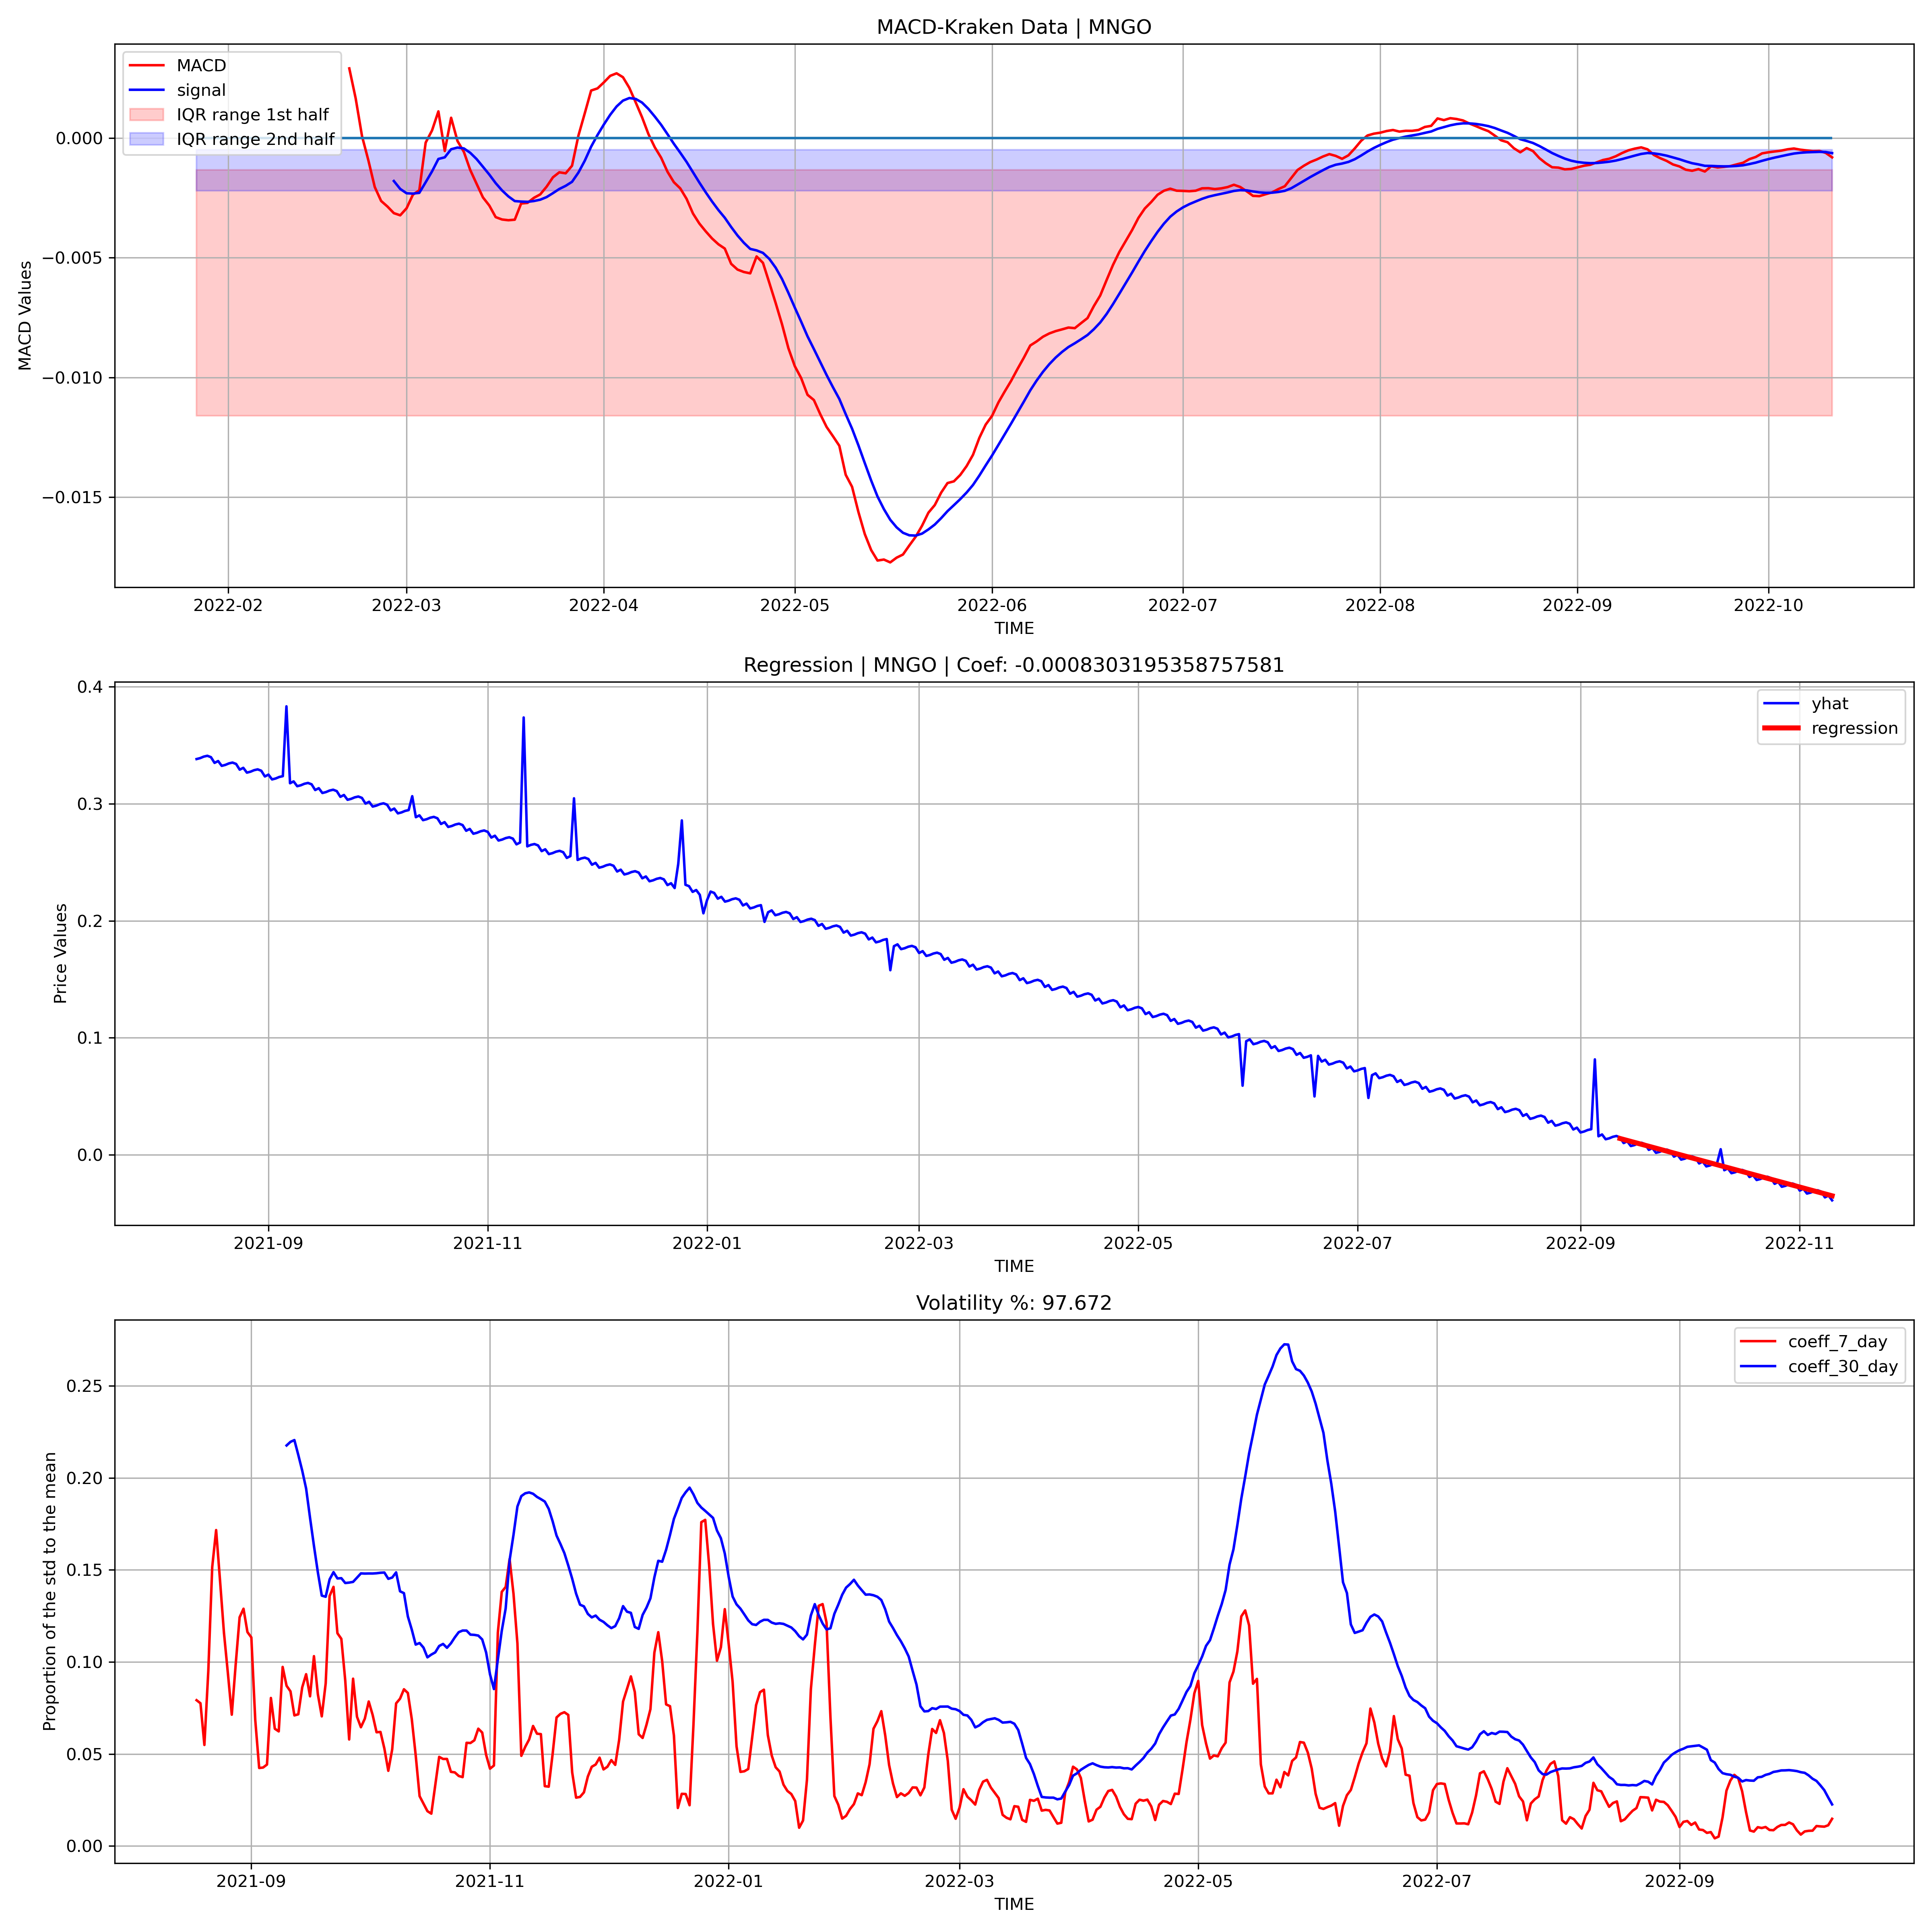 MACD-Kraken Data | MNGO
MACD
signal
IQR range 1st half
IQR range 2nd half
0.000
−0.005
−0.010
−0.015
MACD Values
2022-02 2022-03 2022-04 2022-05 2022-06 2022-07 2022-08 2022-09 2022-10
TIME
Regression | MNGO | Coef: -0.0008303195358757581
yhat
regression
0.4
0.3
0.2
0.1
0.0
Price Values
2021-09 2021-11 2022-01 2022-03 2022-05 2022-07 2022-09 2022-11
TIME
Volatility %: 97.672
coeff_7_day
coeff_30_day
0.25
0.20
0.15
0.10
0.05
0.00
Proportion of the std to the mean
2021-09 2021-11 2022-01 2022-03 2022-05 2022-07 2022-09
TIME